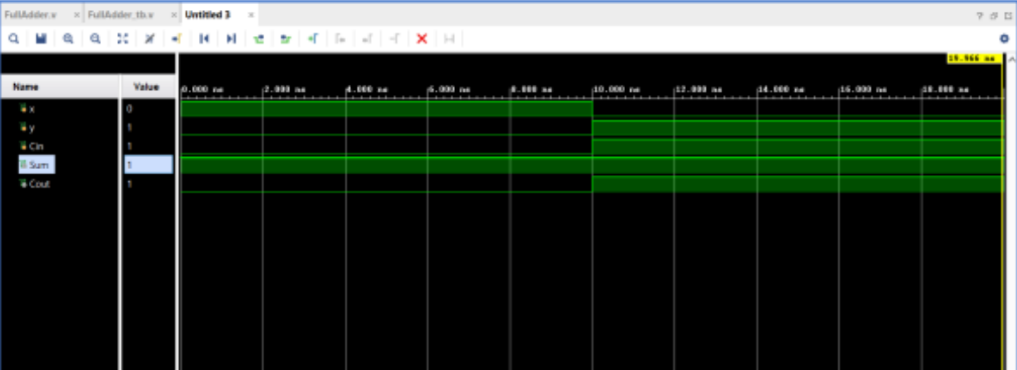 FullAdder.v × FullAdder_tb.v × Untitled 3 ×
19.966 ns
Name Value
0.000 ns 2.000 ns 4.000 ns 6.000 ns 8.000 ns 10.000 ns 12.000 ns 14.000 ns 16.000 ns 18.000 ns
x 0
y 1
Cin 1
Sum 1
Cout 1